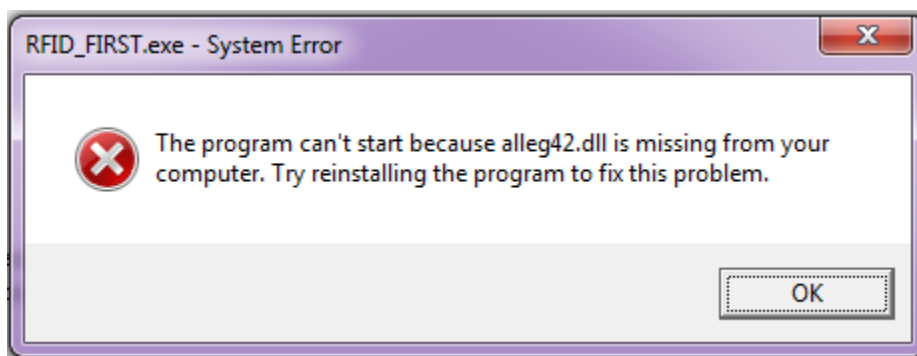 RFID_FIRST.exe - System Error
The program can't start because alleg42.dll is missing from your
computer. Try reinstalling the program to fix this problem.
OK